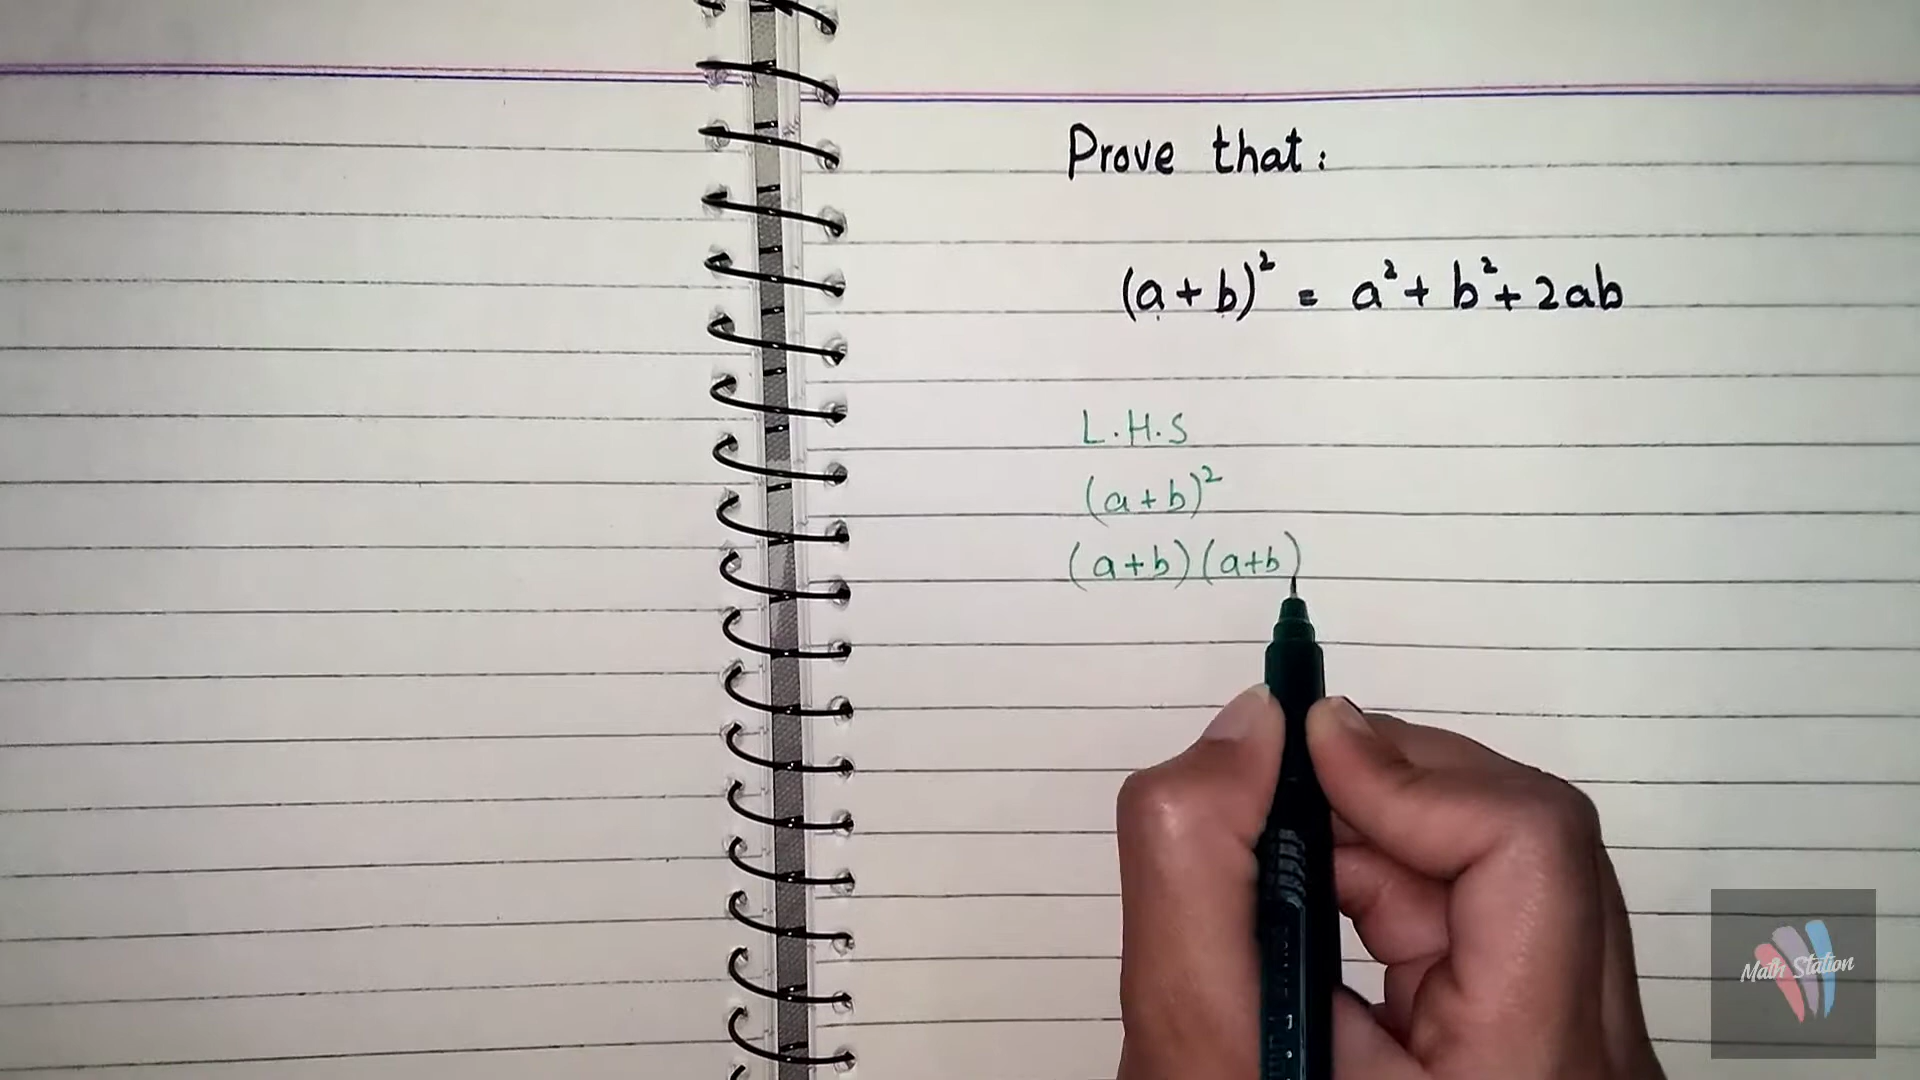 Prove that:
(a + b)² = a² + b² + 2ab
L.H.S
(a + b)²
(a + b) (a+b)
Math Station